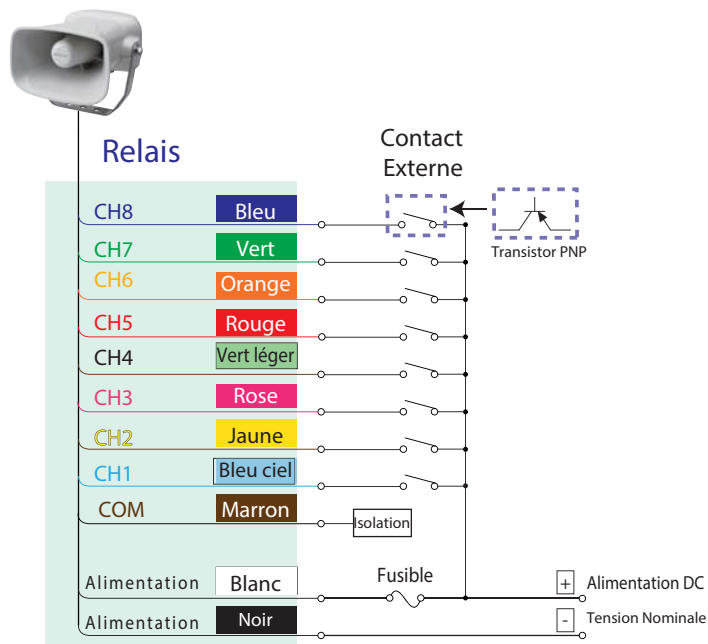 Relais
Contact
Externe
CH8 Bleu
Transistor PNP
CH7 Vert
CH6 Orange
CH5 Rouge
CH4 Vert léger
CH3 Rose
CH2 Jaune
CH1 Bleu ciel
COM Marron Isolation
Alimentation Blanc Fusible + Alimentation DC
Alimentation Noir - Tension Nominale